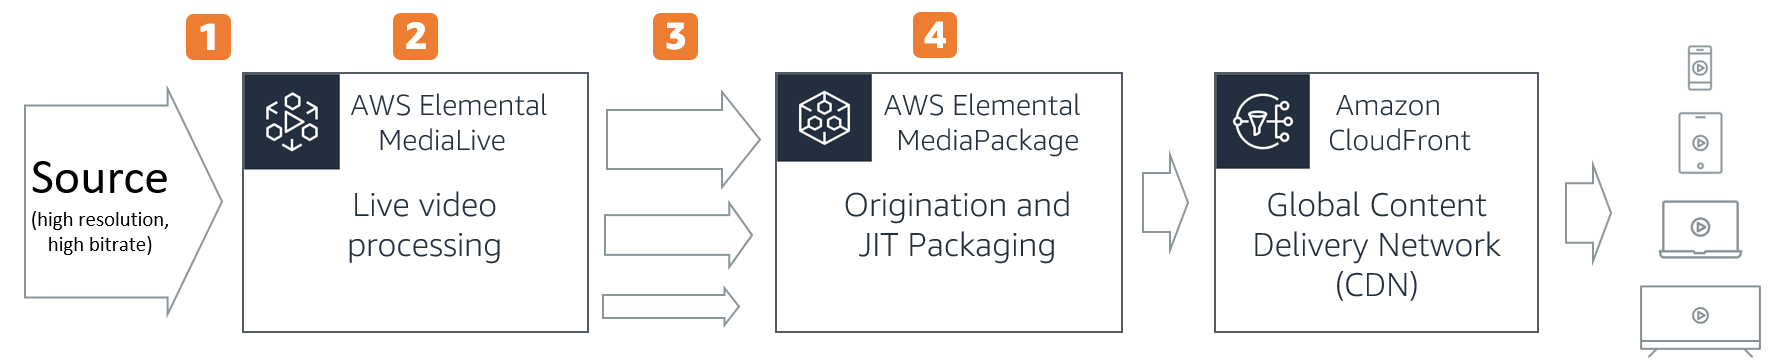 1
2
3
4
Source
(high resolution,
high bitrate)
AWS Elemental
MediaLive
Live video
processing
AWS Elemental
MediaPackage
Origination and
JIT Packaging
Amazon
CloudFront
Global Content
Delivery Network
(CDN)